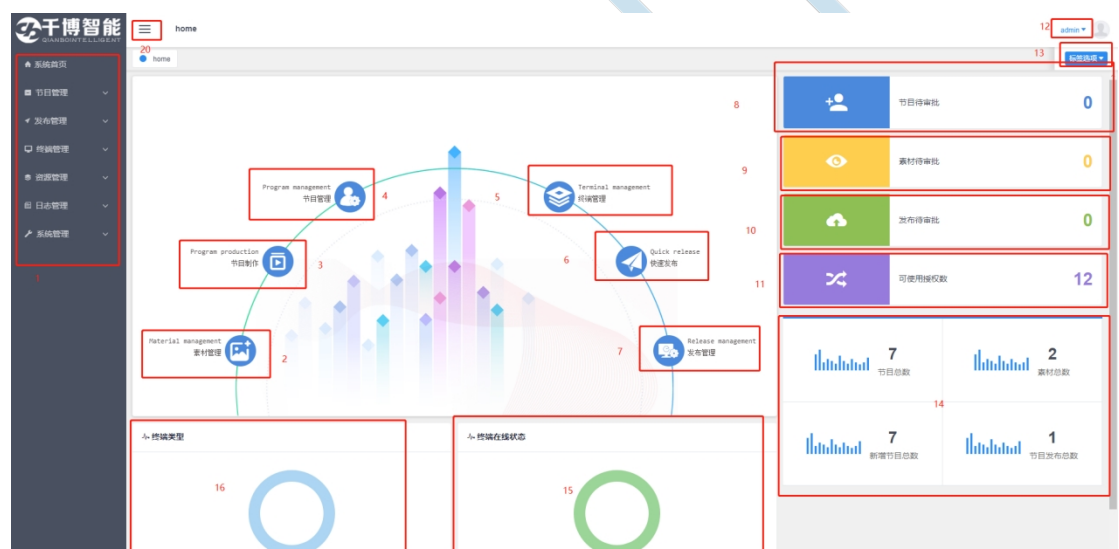 千博智能
QIANBOINTELLIGENT
home
12
admin
20
home
13
标签选项
系统首页
节目管理
发布管理
终端管理
资源管理
日志管理
系统管理
1
8
节目待审批
0
9
素材待审批
0
10
发布待审批
0
11
可使用授权数
12
Program management
节目管理
4
5
Terminal management
终端管理
Program production
节目制作
3
6
Quick release
快速发布
Material management
素材管理
2
7
Release management
发布管理
7
节目总数
2
素材总数
14
7
新增节目总数
1
节目发布总数
终端类型
16
终端在线状态
15